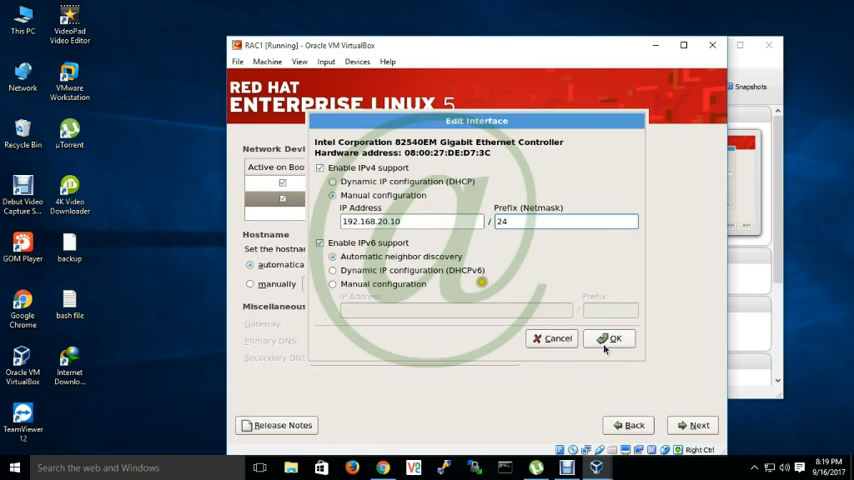 This PC
VideoPad
Video Editor
Network
VMware
Workstation
Recycle Bin
µTorrent
Debut Video
Capture S...
4K Video
Downloader
GOM Player
backup
Google
Chrome
bash file
Oracle VM
VirtualBox
Internet
Downlo...
TeamViewer
12
RAC1 [Running] - Oracle VM VirtualBox
File Machine View Input Devices Help
Snapshots
RED HAT
ENTERPRISE LINUX 5
Edit Interface
Intel Corporation 82540EM Gigabit Ethernet Controller
Hardware address: 08:00:27:DE:D7:3C
Enable IPv4 support
Dynamic IP configuration (DHCP)
Manual configuration
IP Address Prefix (Netmask)
192.168.20.10 / 24
Enable IPv6 support
Automatic neighbor discovery
Dynamic IP configuration (DHCPv6)
Manual configuration
IP Address Prefix
/
Cancel OK
Network Devi
Active on Boo
Hostname
Set the hostna
automatica
manually
Miscellaneous
Gateway:
Primary DNS:
Secondary DNS
Release Notes Back Next
Right Ctrl
Search the web and Windows
8:19 PM
9/16/2017